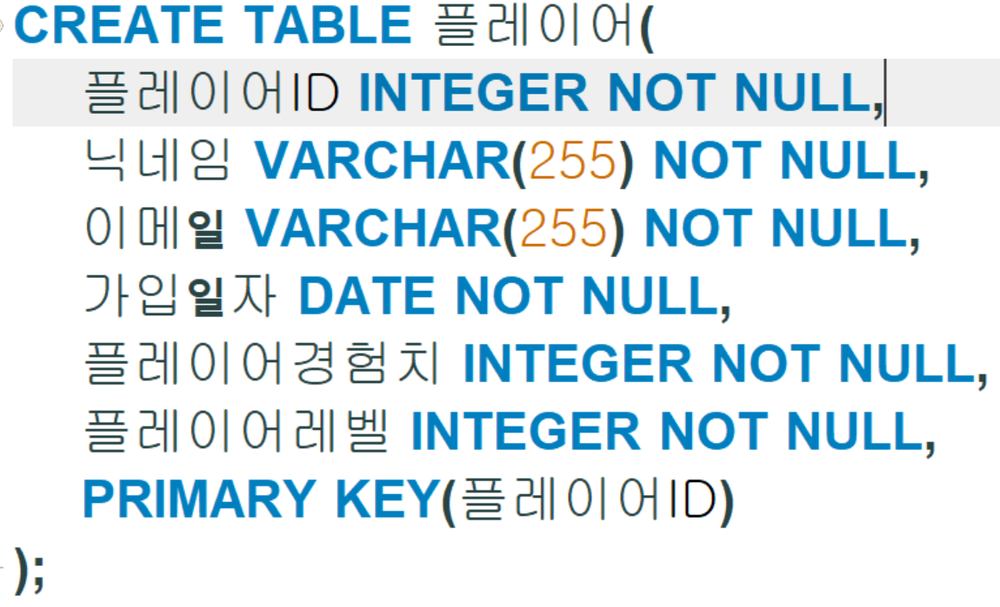 CREATE TABLE 플레이어(
플레이어ID INTEGER NOT NULL,
닉네임 VARCHAR(255) NOT NULL,
이메일 VARCHAR(255) NOT NULL,
가입일자 DATE NOT NULL,
플레이어경험치 INTEGER NOT NULL,
플레이어레벨 INTEGER NOT NULL,
PRIMARY KEY(플레이어ID)
);